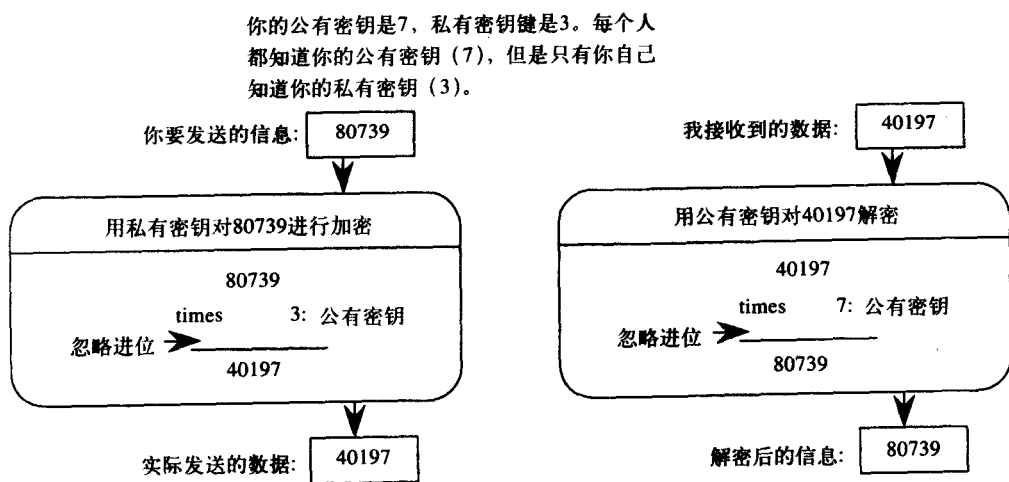 你的公有密钥是7，私有密钥键是3。每个人
都知道你的公有密钥（7），但是只有你自己
知道你的私有密钥（3）。
你要发送的信息： 80739
用私有密钥对80739进行加密
80739
times 3： 公有密钥
忽略进位
40197
实际发送的数据： 40197
我接收到的数据： 40197
用公有密钥对40197解密
40197
times 7： 公有密钥
忽略进位
80739
解密后的信息： 80739